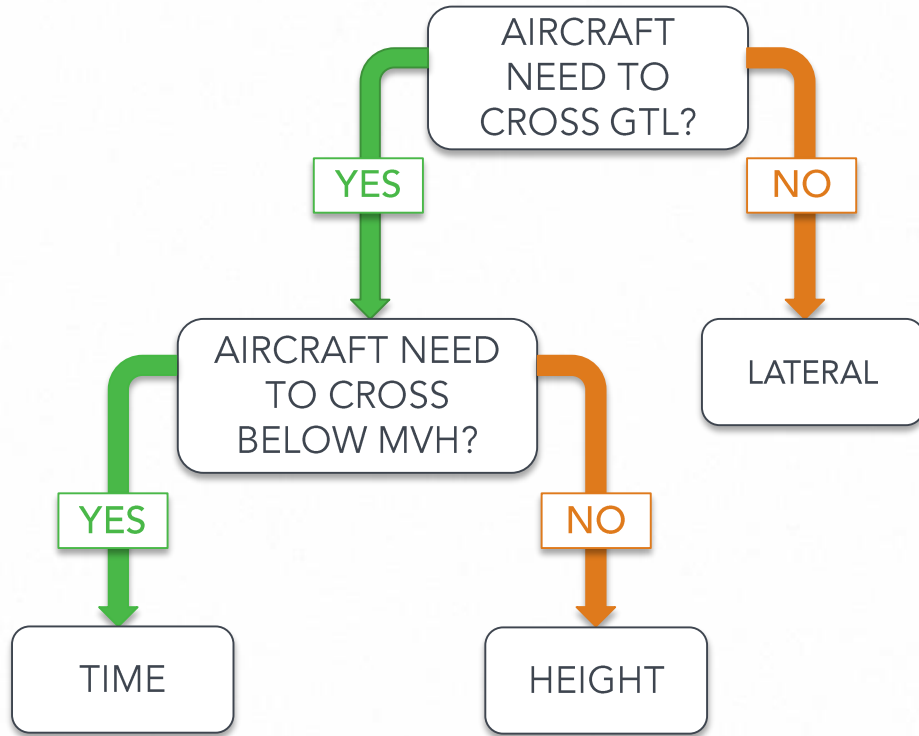 AIRCRAFT
NEED TO
CROSS GTL?
YES
NO
AIRCRAFT NEED
TO CROSS
BELOW MVH?
LATERAL
YES
NO
TIME
HEIGHT